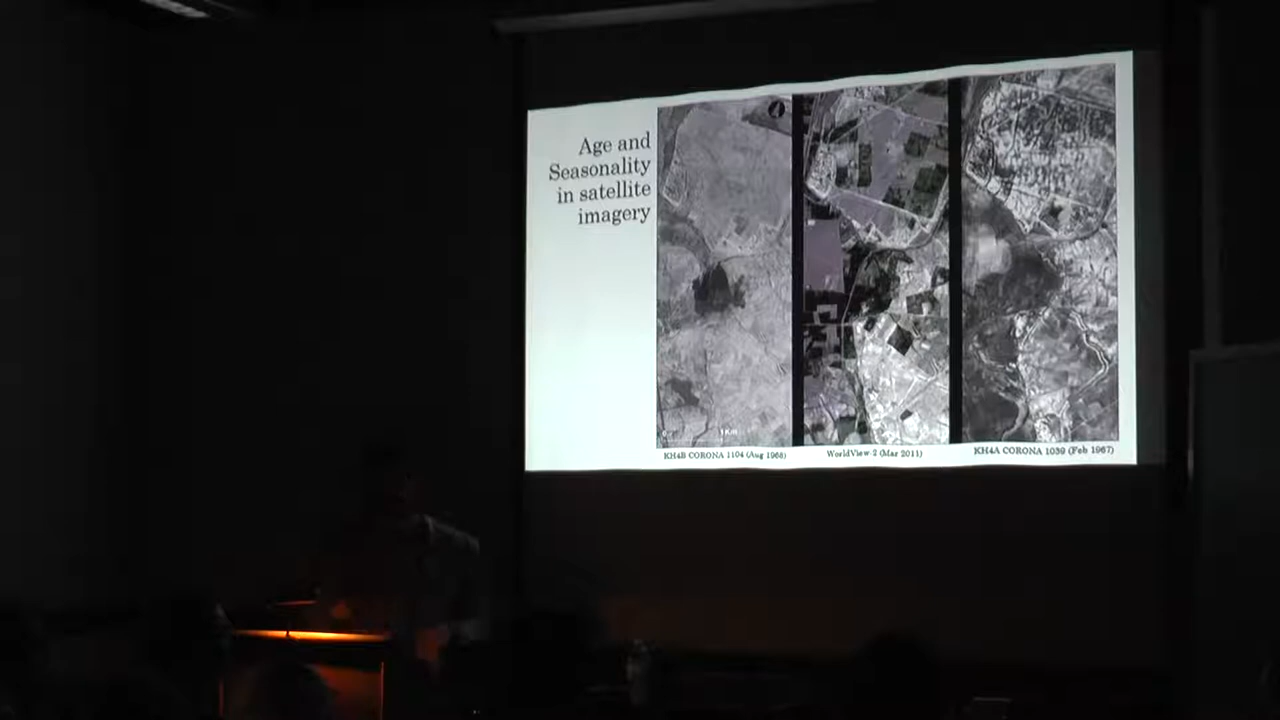 Age and
Seasonality
in satellite
imagery
1Km
KH4B CORONA 1104 (Aug 1968)
WorldView-2 (Mar 2011)
KH4A CORONA 1039 (Feb 1967)